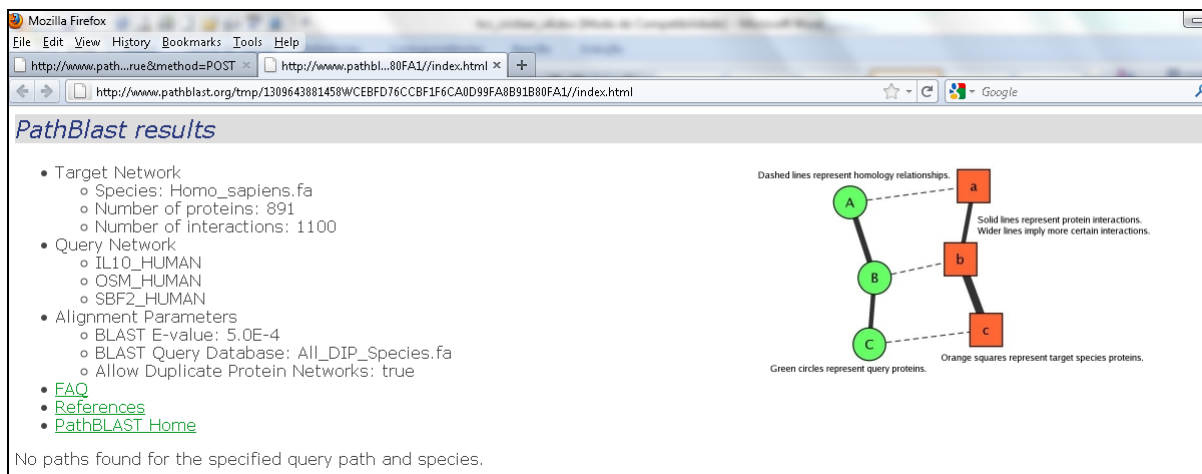 Mozilla Firefox
File Edit View History Bookmarks Tools Help
http://www.path...rue&method=POST × http://www.pathbl...80FA1//index.html × +
http://www.pathblast.org/tmp/1309643881458WCEBFD76CCBF1F6CA0D99FA8B91B80FA1//index.html Google
PathBlast results
• Target Network
○ Species: Homo_sapiens.fa
○ Number of proteins: 891
○ Number of interactions: 1100
• Query Network
○ IL10_HUMAN
○ OSM_HUMAN
○ SBF2_HUMAN
• Alignment Parameters
○ BLAST E-value: 5.0E-4
○ BLAST Query Database: All_DIP_Species.fa
○ Allow Duplicate Protein Networks: true
• FAQ
• References
• PathBLAST Home
No paths found for the specified query path and species.
Dashed lines represent homology relationships.
A
a
Solid lines represent protein interactions.
Wider lines imply more certain interactions.
B
b
C
c
Orange squares represent target species proteins.
Green circles represent query proteins.